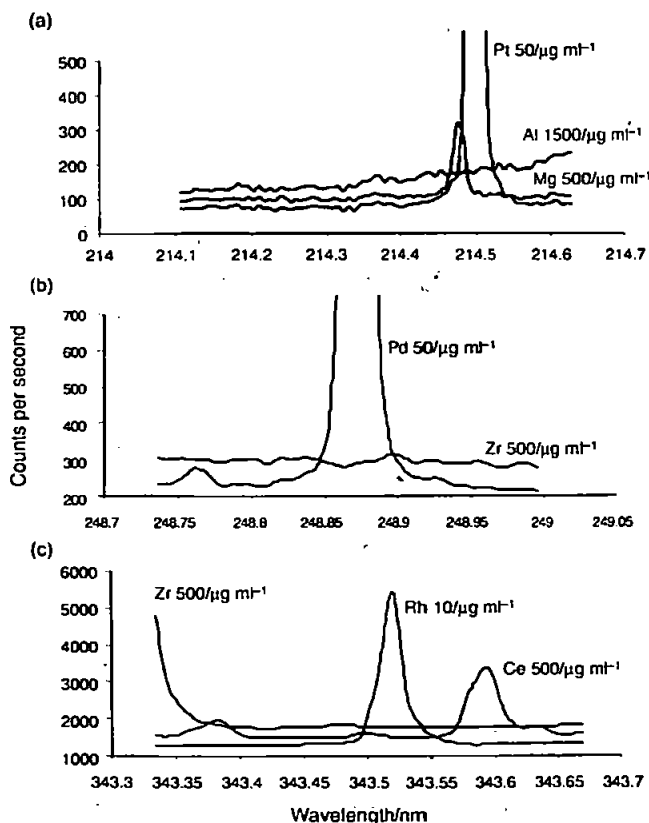 (a)
500
400
300
200
100
0
Pt 50/µg ml⁻¹
Al 1500/µg ml⁻¹
Mg 500/µg ml⁻¹
214 214.1 214.2 214.3 214.4 214.5 214.6 214.7
(b)
Counts per second
700
600
500
400
300
200
Pd 50/µg ml⁻¹
Zr 500/µg ml⁻¹
248.7 248.75 248.8 248.85 248.9 248.95 249 249.05
(c)
6000
5000
4000
3000
2000
1000
Zr 500/µg ml⁻¹
Rh 10/µg ml⁻¹
Ce 500/µg ml⁻¹
343.3 343.35 343.4 343.45 343.5 343.55 343.6 343.65 343.7
Wavelength/nm